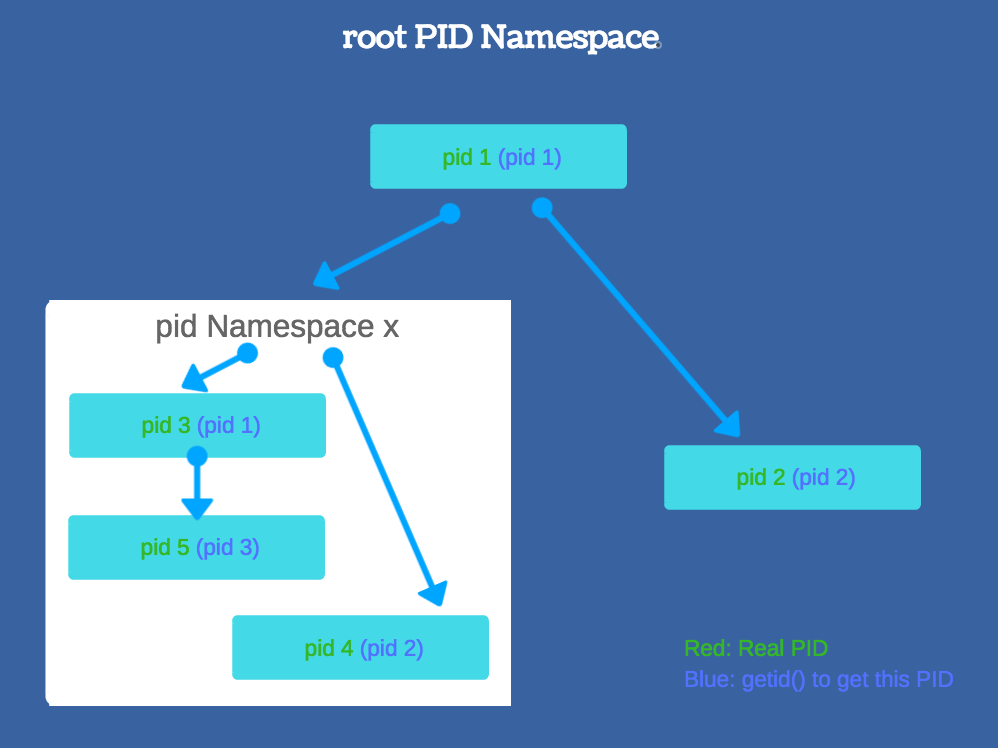 root PID Namespace
pid 1 (pid 1)
pid Namespace x
pid 3 (pid 1)
pid 2 (pid 2)
pid 5 (pid 3)
pid 4 (pid 2)
Red: Real PID
Blue: getid() to get this PID